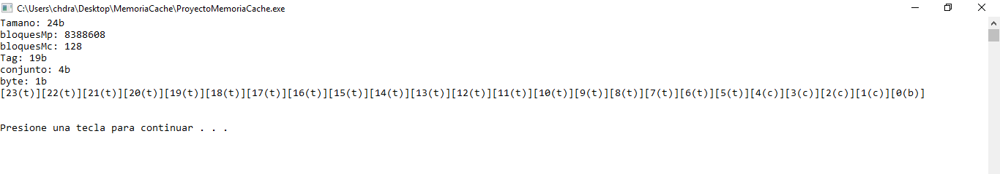 C:\Users\chdra\Desktop\MemoriaCache\ProyectoMemoriaCache.exe
Tamano: 24b
bloquesMp: 8388608
bloquesMc: 128
Tag: 19b
conjunto: 4b
byte: 1b
[23(t)][22(t)][21(t)][20(t)][19(t)][18(t)][17(t)][16(t)][15(t)][14(t)][13(t)][12(t)][11(t)][10(t)][9(t)][8(t)][7(t)][6(t)][5(t)][4(c)][3(c)][2(c)][1(c)][0(b)]
Presione una tecla para continuar . . .